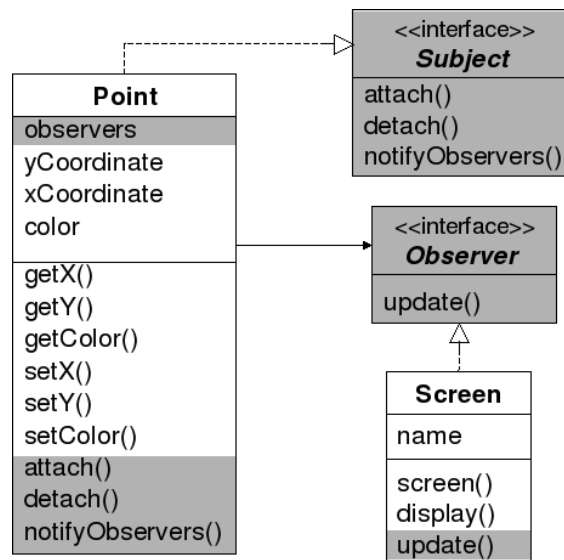 <<interface>>
Subject
attach()
detach()
notifyObservers()
Point
observers
yCoordinate
xCoordinate
color
getX()
getY()
getColor()
setX()
setY()
setColor()
attach()
detach()
notifyObservers()
<<interface>>
Observer
update()
Screen
name
screen()
display()
update()